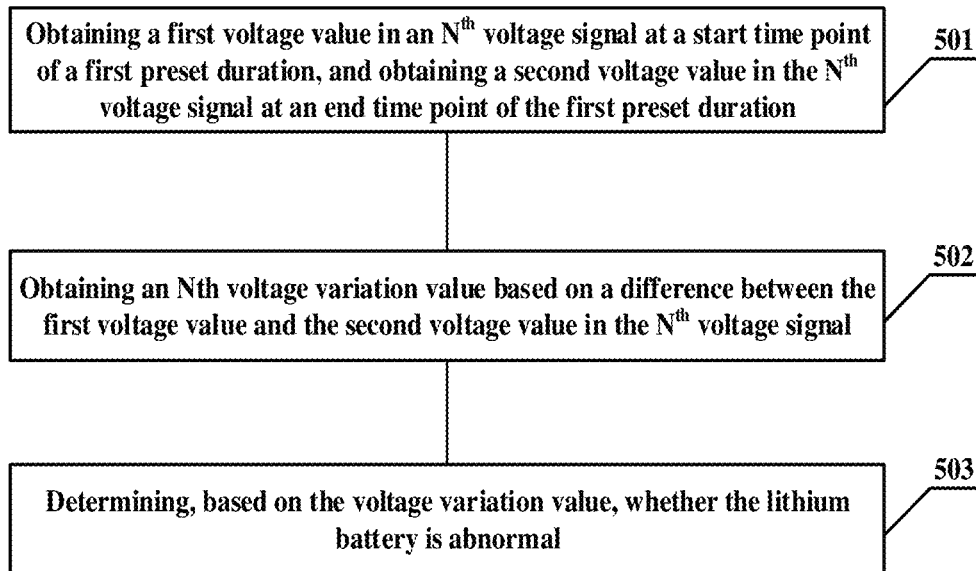 Obtaining a first voltage value in an Nth voltage signal at a start time point
of a first preset duration, and obtaining a second voltage value in the Nth
voltage signal at an end time point of the first preset duration
501
Obtaining an Nth voltage variation value based on a difference between the
first voltage value and the second voltage value in the Nth voltage signal
502
Determining, based on the voltage variation value, whether the lithium
battery is abnormal
503